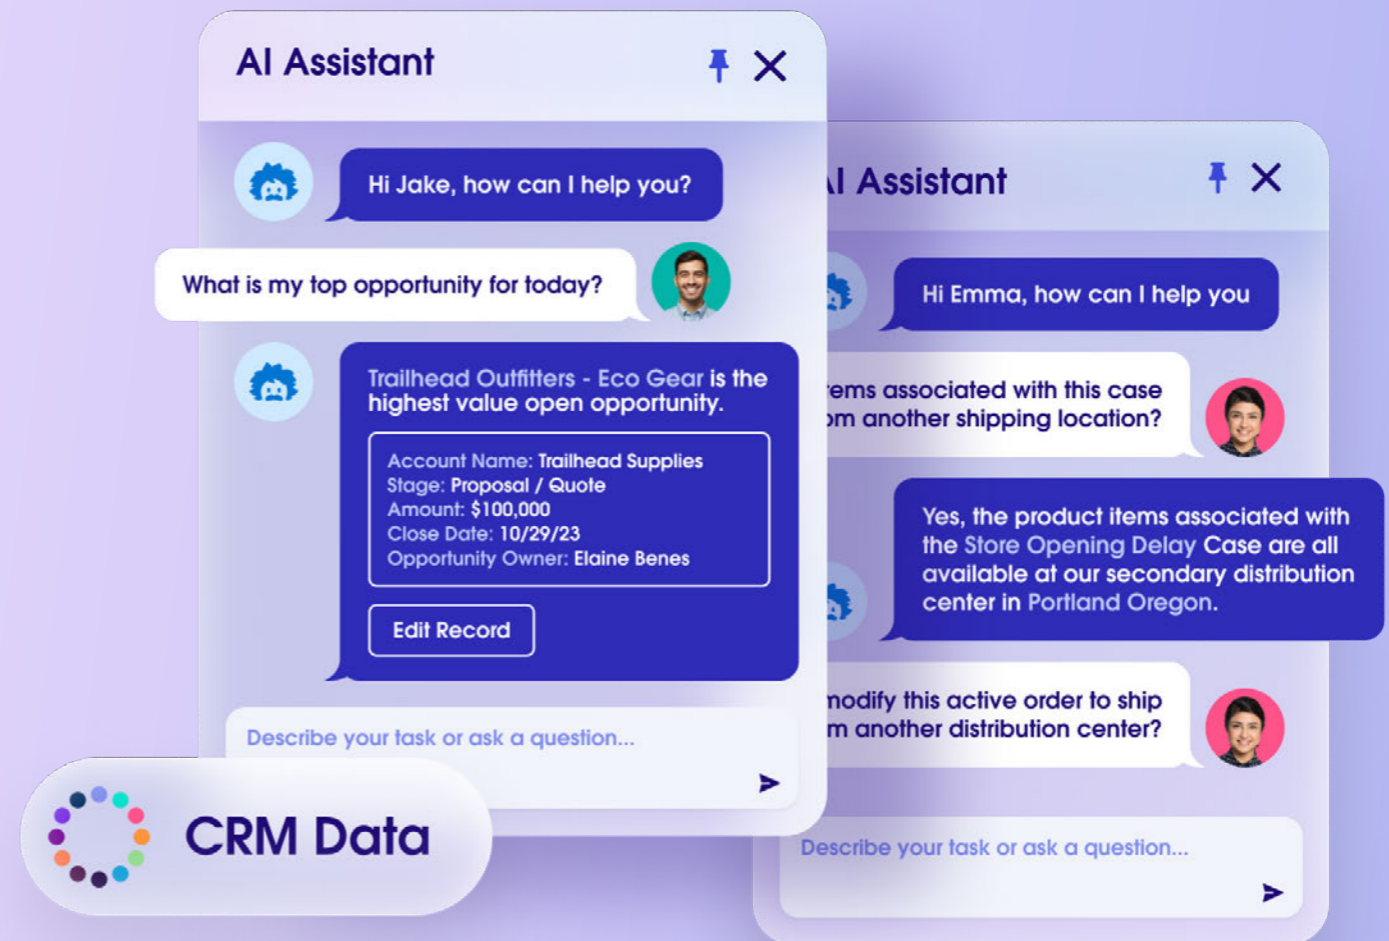 AI Assistant
Hi Jake, how can I help you?
What is my top opportunity for today?
Trailhead Outfitters - Eco Gear is the
highest value open opportunity.
Account Name: Trailhead Supplies
Stage: Proposal / Quote
Amount: $100,000
Close Date: 10/29/23
Opportunity Owner: Elaine Benes
Edit Record
Describe your task or ask a question...
CRM Data
AI Assistant
Hi Emma, how can I help you
associated with this case
another shipping location?
Yes, the product items associated with
the Store Opening Delay Case are all
available at our secondary distribution
center in Portland Oregon.
modify this active order to ship
another distribution center?
Describe your task or ask a question...